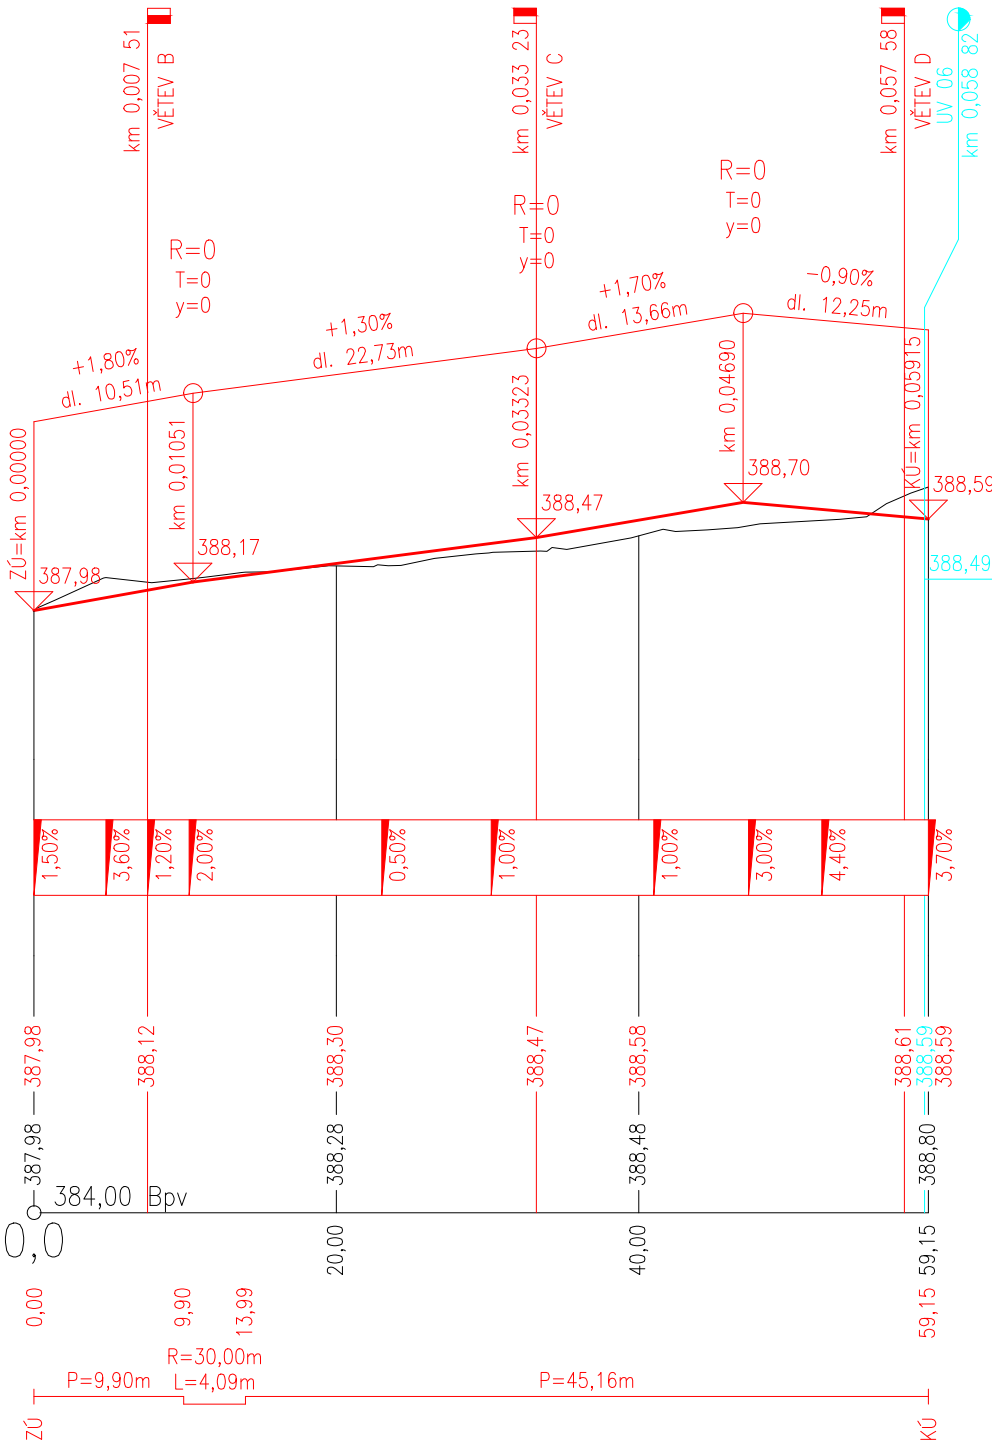 km 0,007 51
VĚTEV B
km 0,033 23
VĚTEV C
km 0,057 58
VĚTEV D
UV 06
km 0,058 82
R=0
T=0
y=0
R=0
T=0
y=0
R=0
T=0
y=0
+1,80%
dl. 10,51m
+1,30%
dl. 22,73m
+1,70%
dl. 13,66m
-0,90%
dl. 12,25m
ZÚ=km 0,00000
km 0,01051
km 0,03323
km 0,04690
KÚ=km 0,05915
387,98
388,17
388,47
388,70
388,59
388,49
1,50%
3,60%
1,20%
2,00%
0,50%
1,00%
1,00%
3,00%
4,40%
3,70%
387,98
388,12
388,30
388,47
388,58
388,61
388,59
388,59
387,98
388,28
388,48
388,80
384,00 Bpv
0,0
20,00
40,00
59,15
0,00
9,90
13,99
59,15
R=30,00m
P=9,90m
L=4,09m
P=45,16m
ZÚ
KÚ